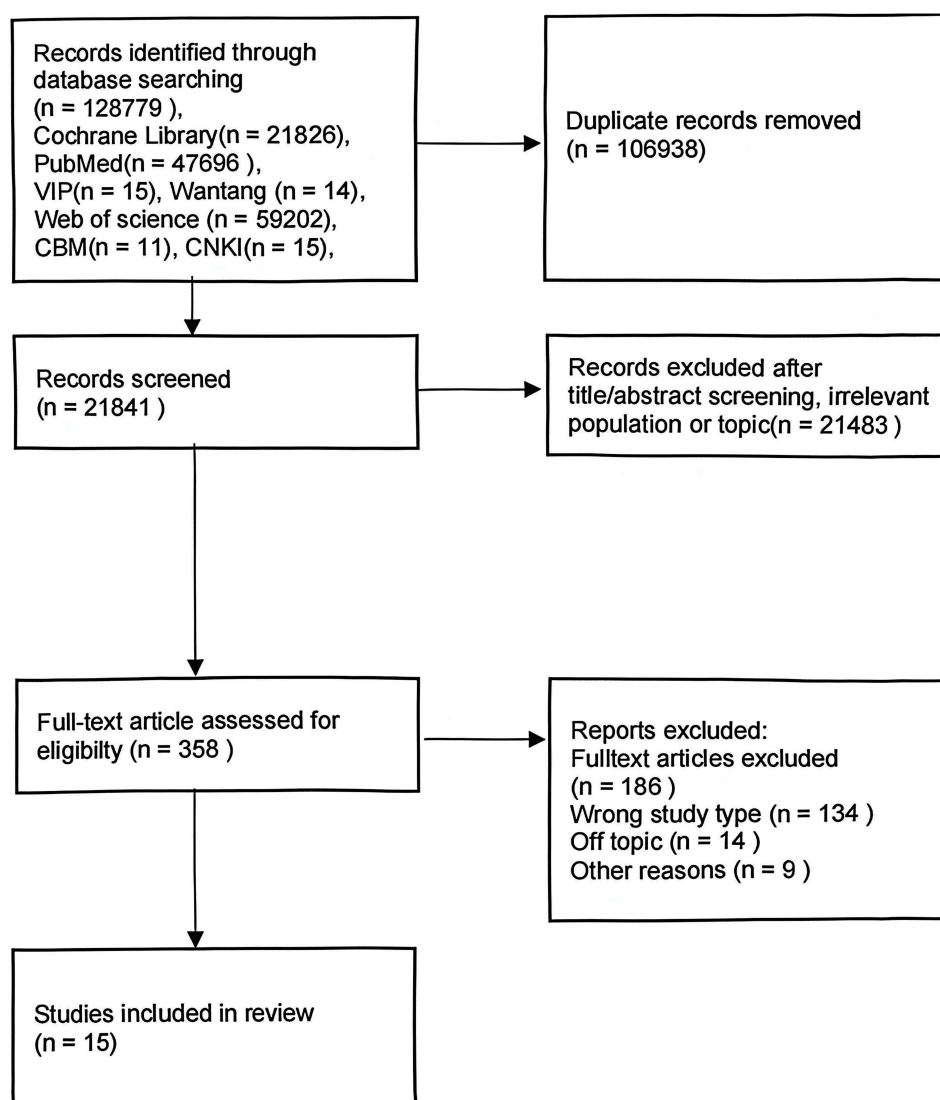 Records identified through
database searching
(n = 128779 ),
Cochrane Library(n = 21826),
PubMed(n = 47696 ),
VIP(n = 15), Wantang (n = 14),
Web of science (n = 59202),
CBM(n = 11), CNKI(n = 15),
Duplicate records removed
(n = 106938)
Records screened
(n = 21841 )
Records excluded after
title/abstract screening, irrelevant
population or topic(n = 21483 )
Full-text article assessed for
eligibilty (n = 358 )
Reports excluded:
Fulltext articles excluded
(n = 186 )
Wrong study type (n = 134 )
Off topic (n = 14 )
Other reasons (n = 9 )
Studies included in review
(n = 15)